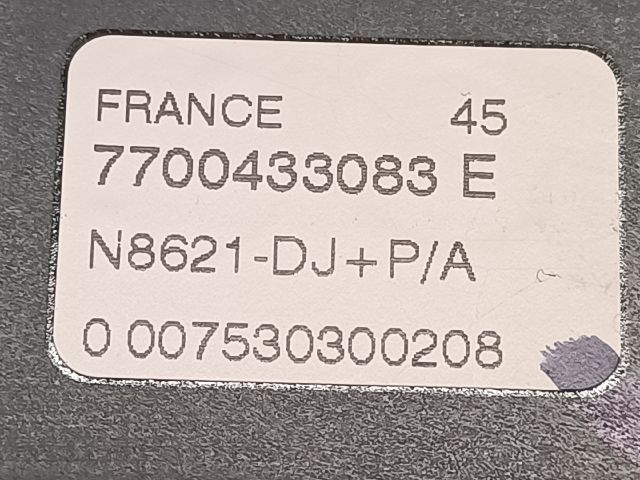 FRANCE 45
7700433083 E
N8621-DJ+P/A
0 007530300208